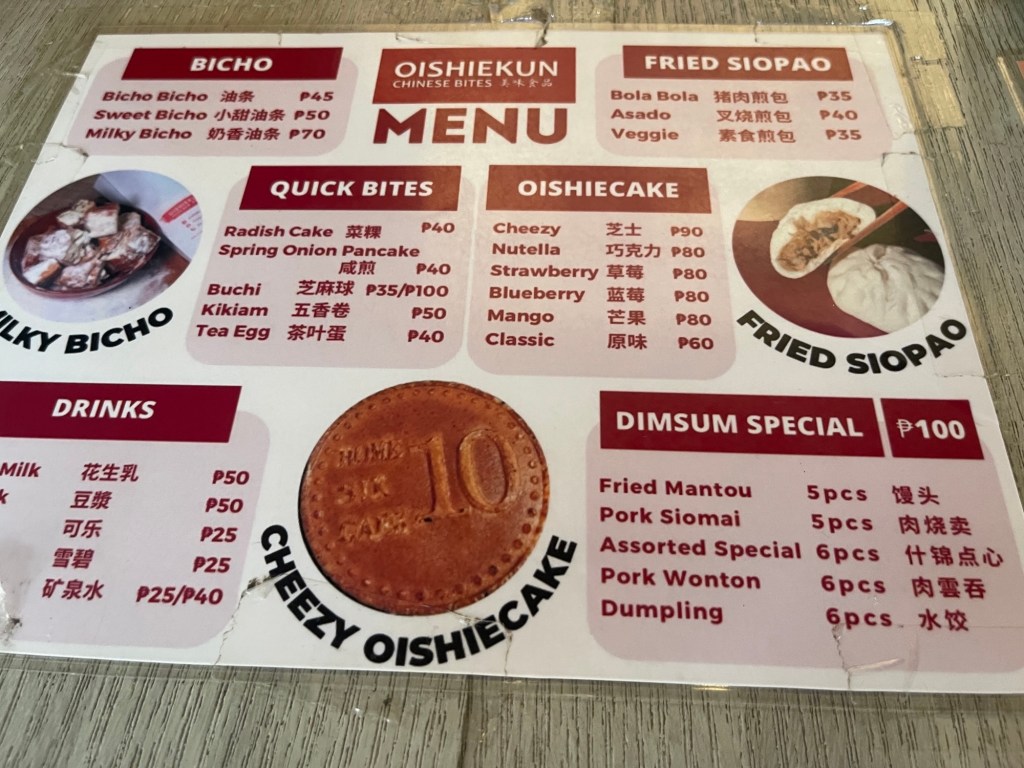 BICHO
Bicho Bicho 油条 ₱45
Sweet Bicho 小甜油条 ₱50
Milky Bicho 奶香油条 ₱70
OISHIEKUN
CHINESE BITES 美味食品
MENU
FRIED SIOPAO
Bola Bola 猪肉煎包 ₱35
Asado 叉烧煎包 ₱40
Veggie 素食煎包 ₱35
QUICK BITES
Radish Cake 菜粿 ₱40
Spring Onion Pancake
咸煎 ₱40
Buchi 芝麻球 ₱35/₱100
Kikiam 五香卷 ₱50
Tea Egg 茶叶蛋 ₱40
OISHIECAKE
Cheezy 芝士 ₱90
Nutella 巧克力 ₱80
Strawberry 草莓 ₱80
Blueberry 蓝莓 ₱80
Mango 芒果 ₱80
Classic 原味 ₱60
ILKY BICHO
FRIED SIOPAO
DRINKS
Milk 花生乳 ₱50
k 豆漿 ₱50
可乐 ₱25
雪碧 ₱25
矿泉水 ₱25/₱40
10
CHEEZY OISHIECAKE
DIMSUM SPECIAL ₱100
Fried Mantou 5pcs 馒头
Pork Siomai 5pcs 肉烧卖
Assorted Special 6pcs 什锦点心
Pork Wonton 6pcs 肉雲吞
Dumpling 6pcs 水饺